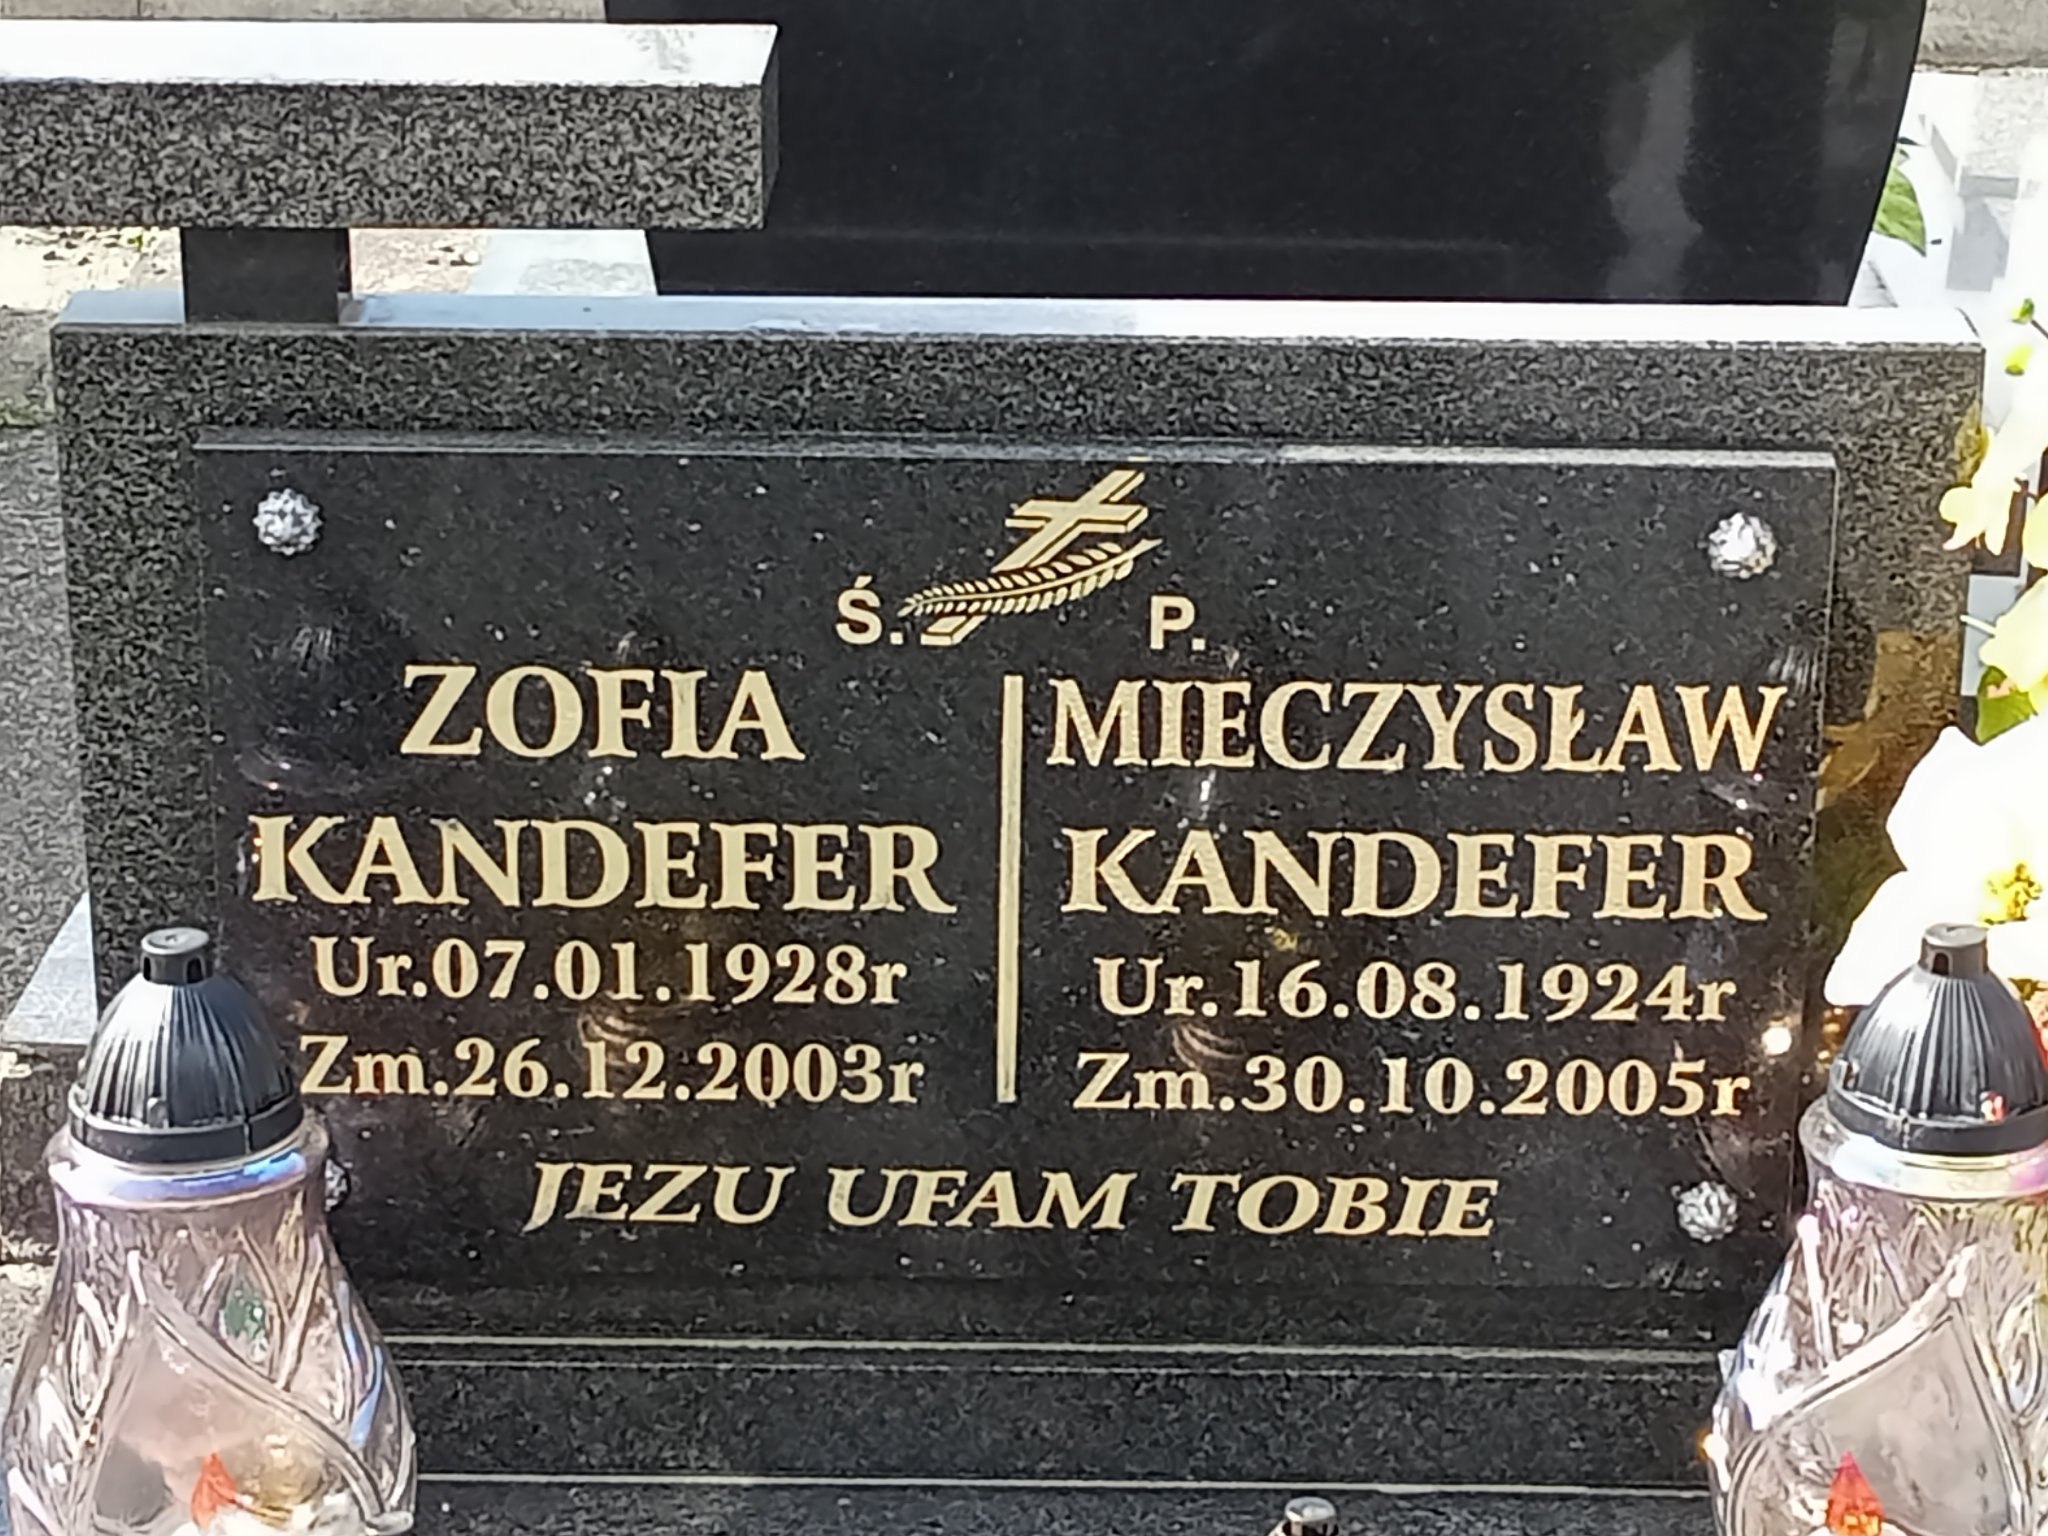 Ś. P.
ZOFIA
KANDEFER
Ur.07.01.1928r
Zm.26.12.2003r
MIECZYSŁAW
KANDEFER
Ur.16.08.1924r
Zm.30.10.2005r
JEZU UFAM TOBIE